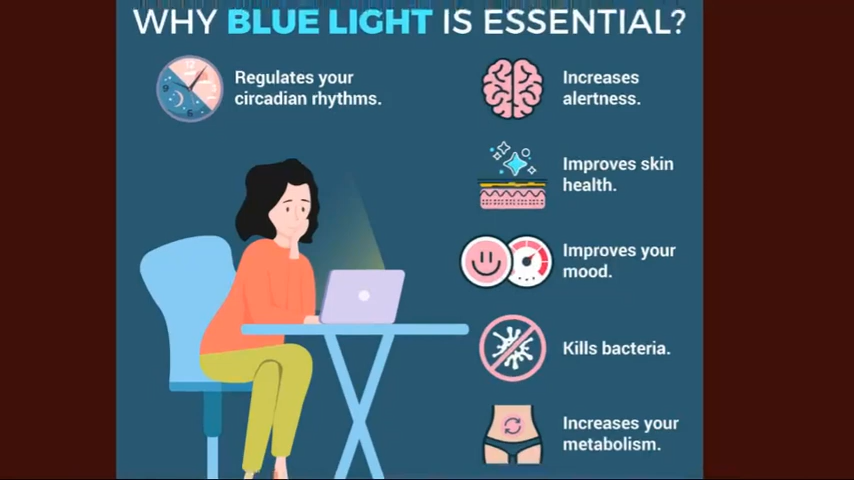 WHY BLUE LIGHT IS ESSENTIAL?
Regulates your
circadian rhythms.
Increases
alertness.
Improves skin
health.
Improves your
mood.
Kills bacteria.
Increases your
metabolism.